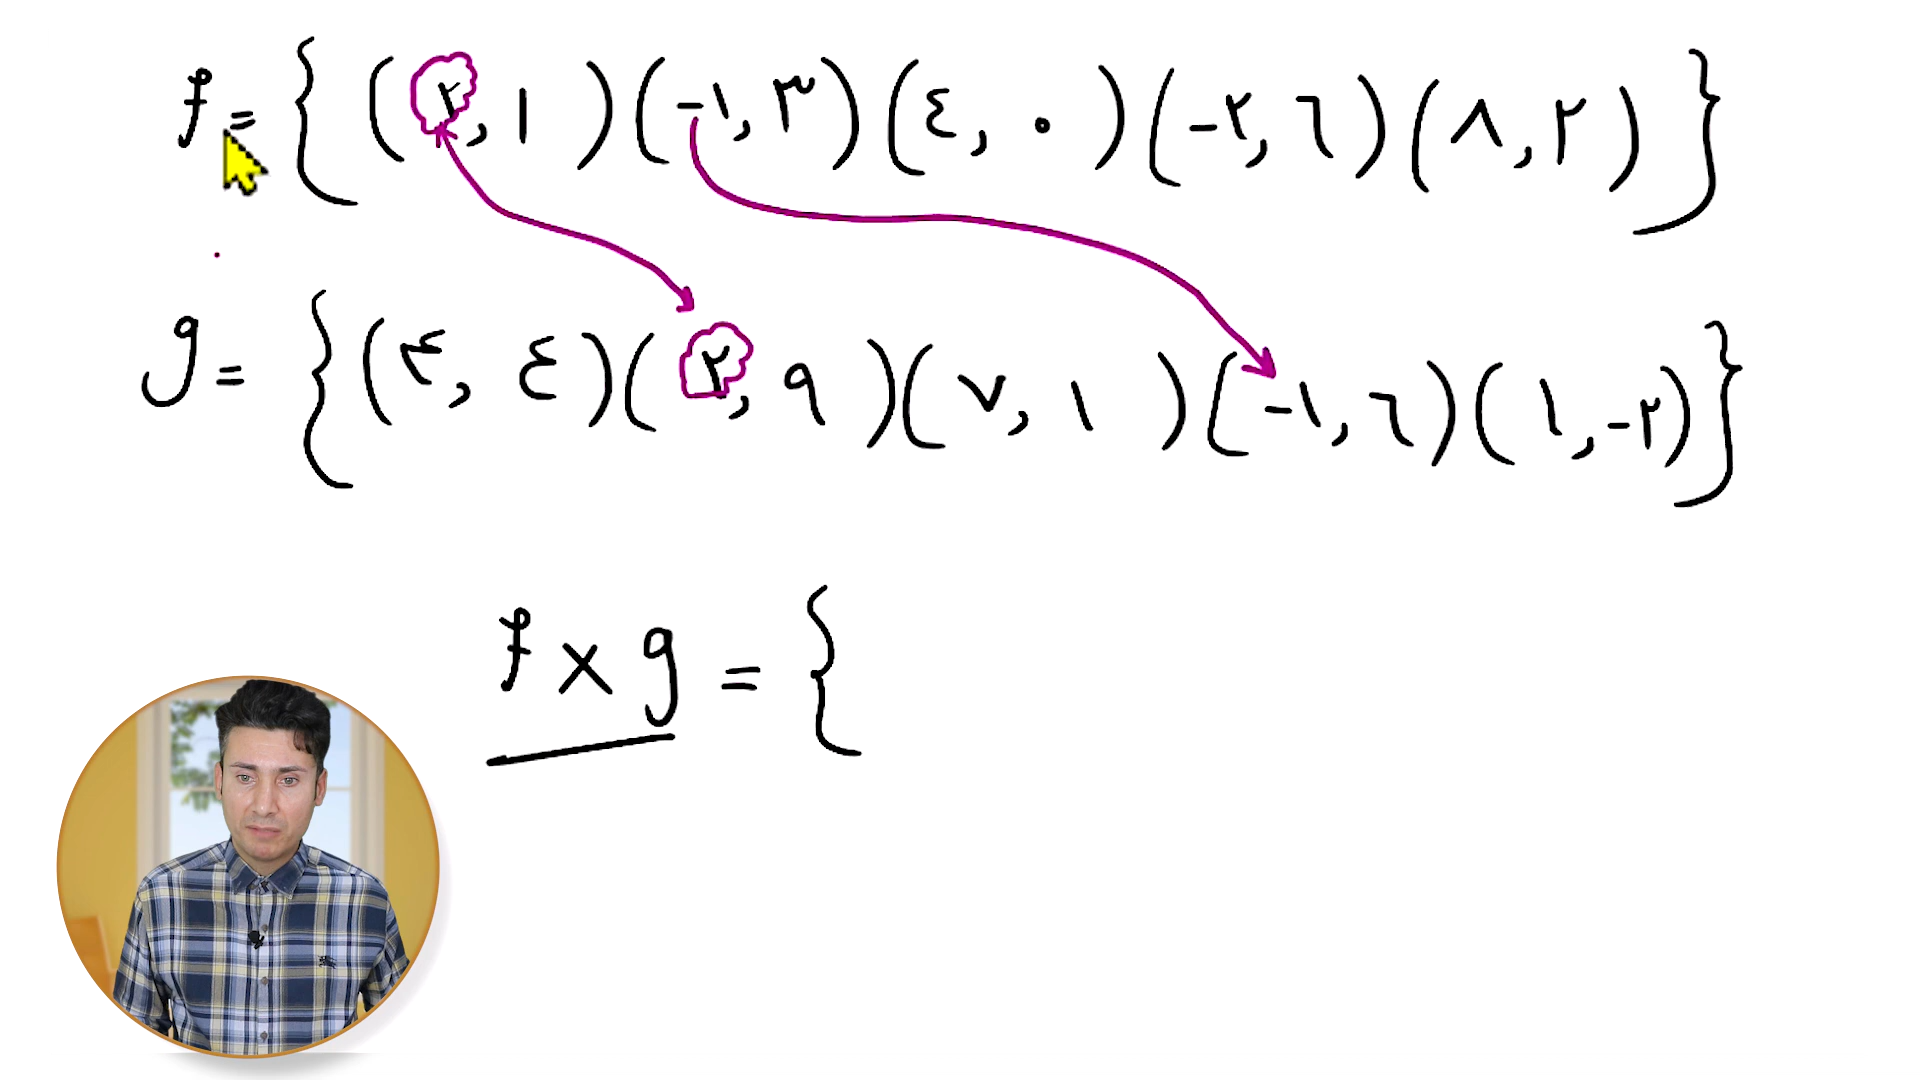 f = { (۲, ۱) (-۱, ۳) (٤, ۰) (-۲, ٦) (۸, ۲) }
g = { (۴, ٤) (۲, ۹) (۷, ۱) (-۱, ٦) (۱, -۲) }
f × g = {